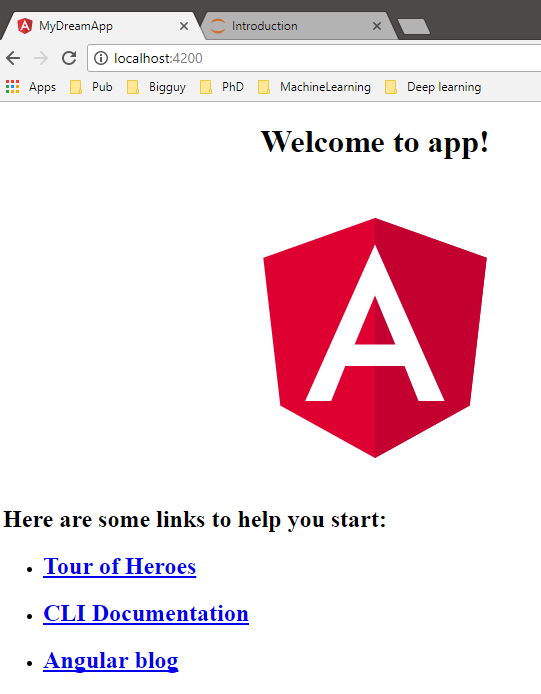 MyDreamApp Introduction
localhost:4200
Apps Pub Bigguy PhD MachineLearning Deep learning
Welcome to app!
A
Here are some links to help you start:
Tour of Heroes
CLI Documentation
Angular blog